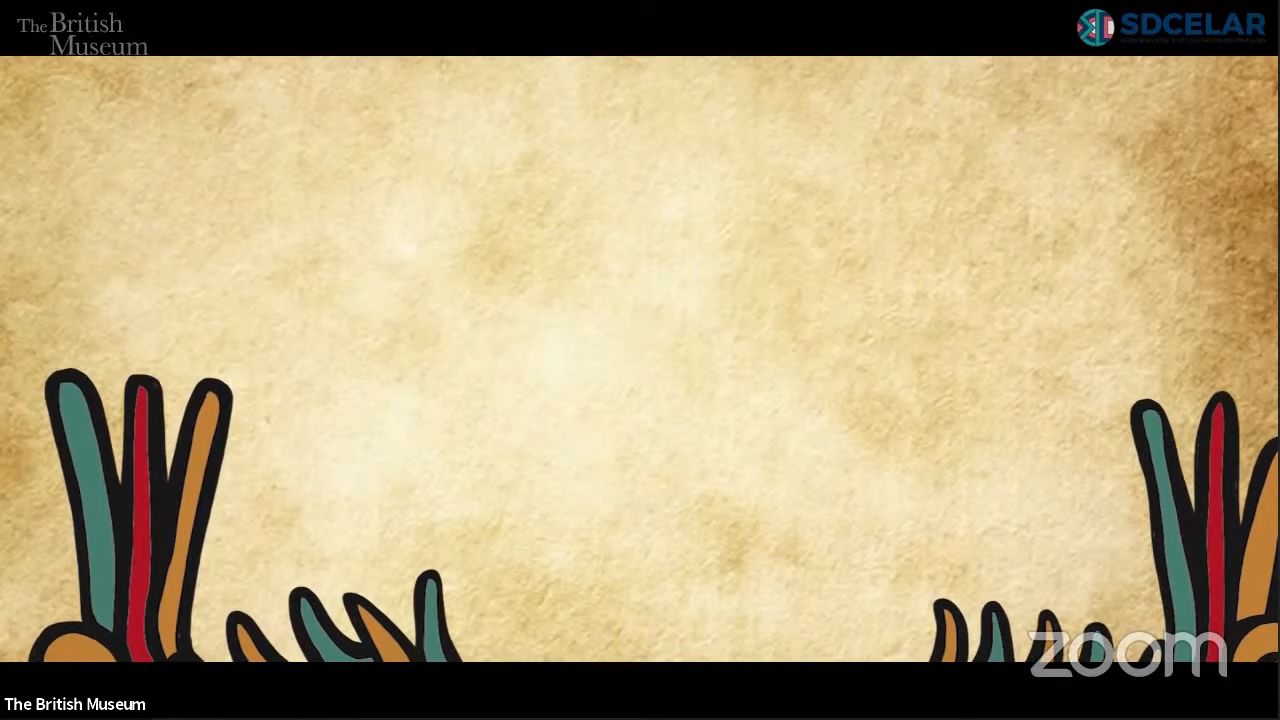 The British
Museum
SDCELAR
zoom
The British Museum